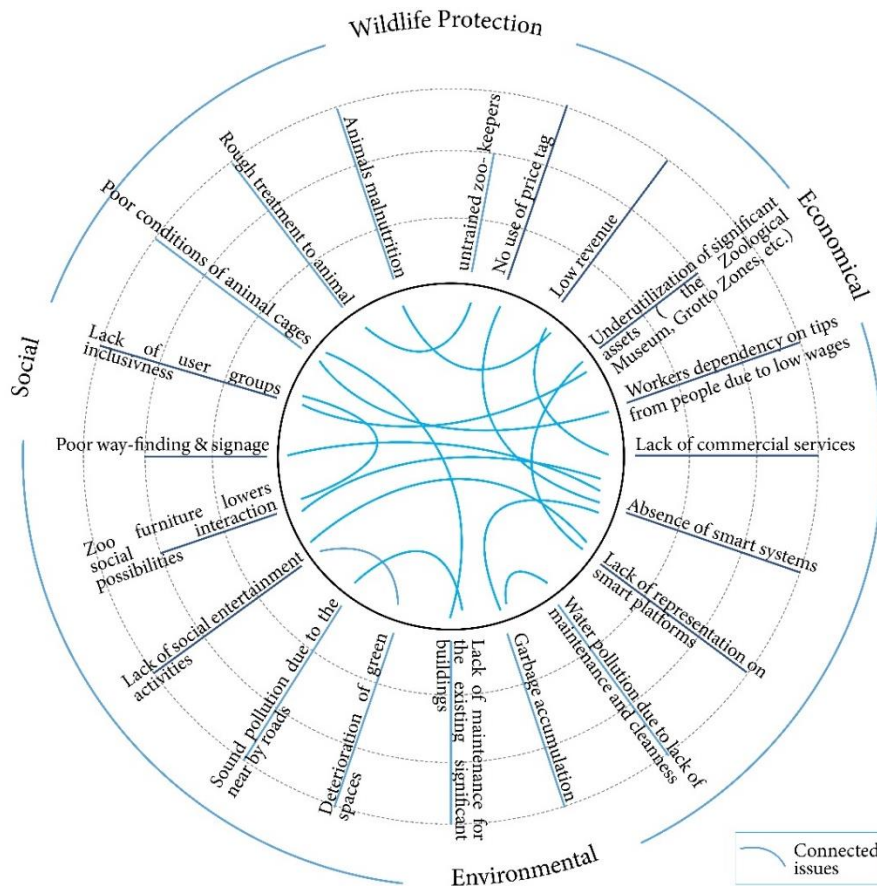 Wildlife Protection
Economical
Environmental
Social
Animals malnutrition
untrained zoo- keepers
No use of price tag
Low revenue
Underutilization of significant
assets ( the Zoological
Museum, Grotto Zones, etc.)
Workers dependency on tips
from people due to low wages
Lack of commercial services
Absence of smart systems
Lack of representation on
smart platforms
Water pollution due to lack of
maintenance and cleanness
Garbage accumulation
Lack of maintenance for
the existing significant
buildings
Deterioration of green
spaces
Sound pollution due to the
near by roads
Lack of social entertainment
activities
Zoo furniture lowers
social interaction
possibilities
Poor way-finding & signage
Lack of user groups
inclusivness
Poor conditions of animal cages
Rough treatment to animal
Connected
issues